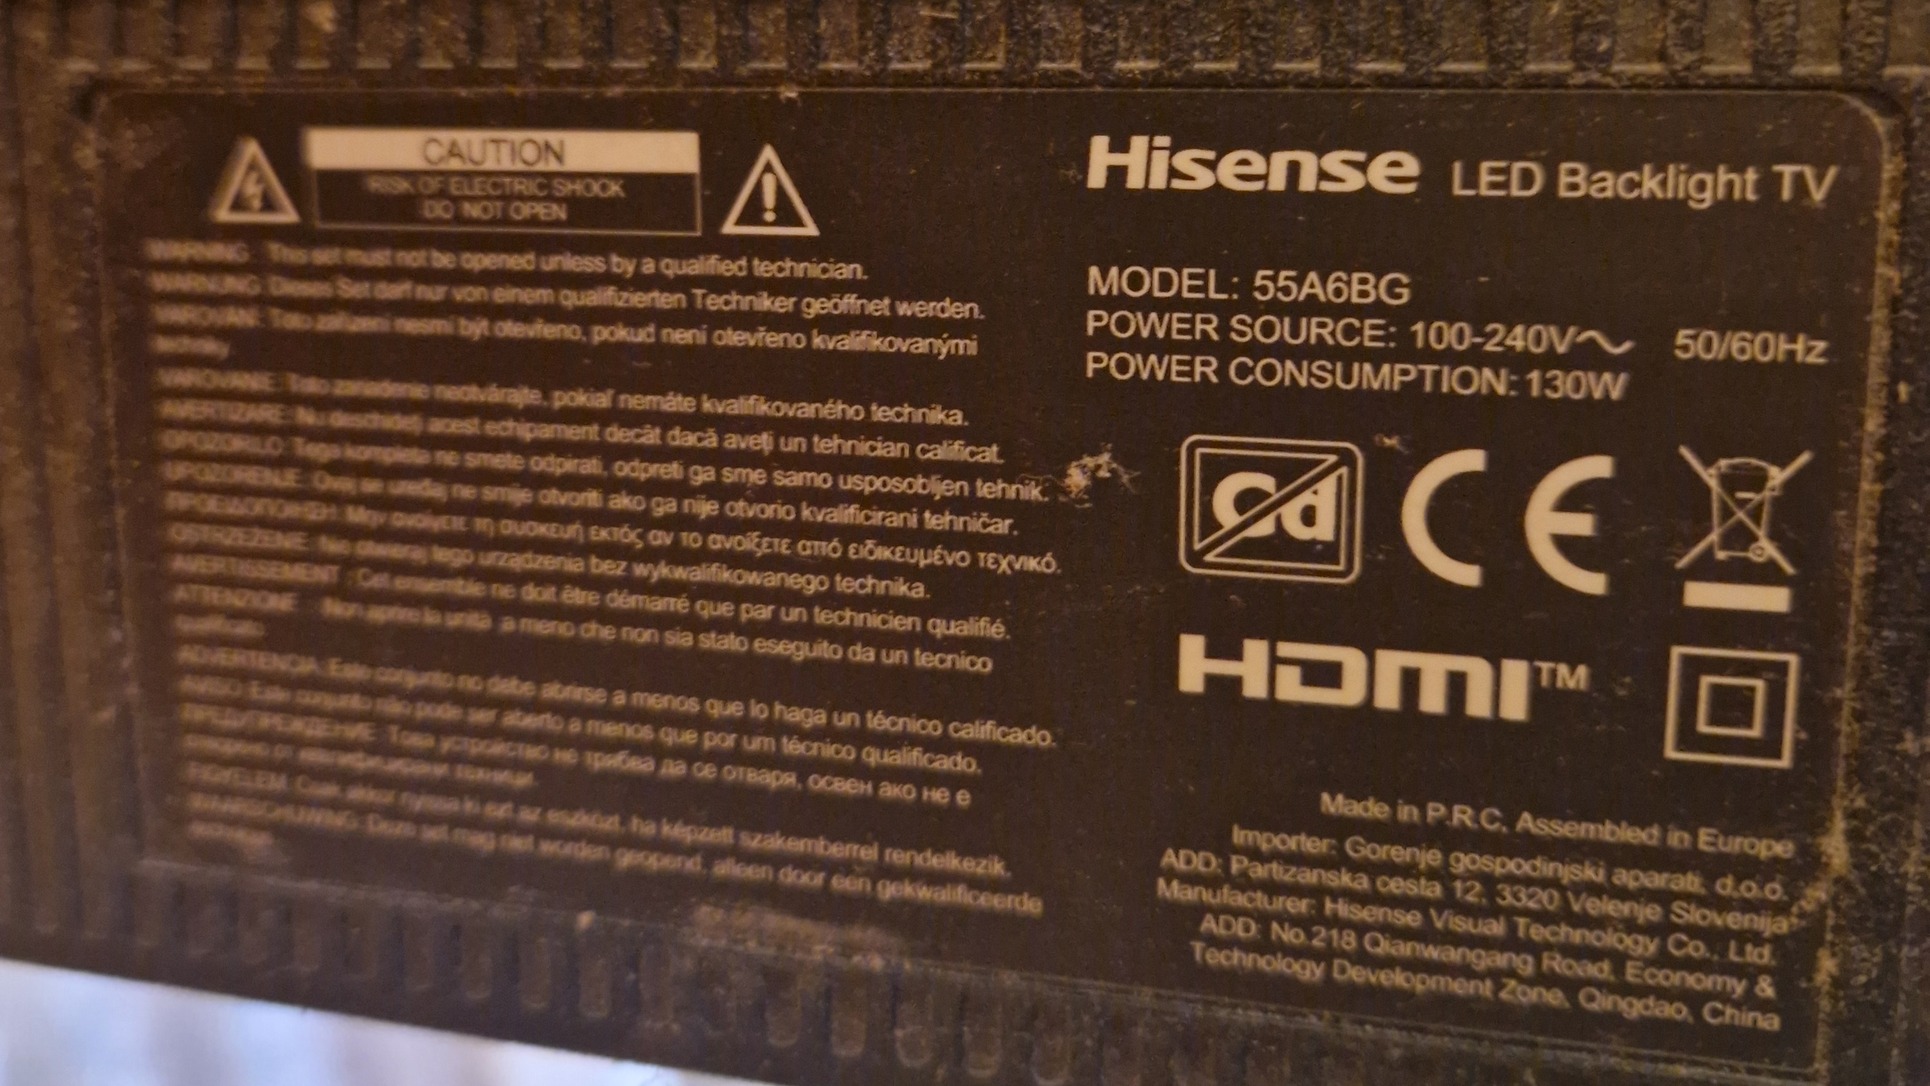 CAUTION
RISK OF ELECTRIC SHOCK
DO NOT OPEN
WARNING: This set must not be opened unless by a qualified technician.
WARNUNG: Dieses Set darf nur von einem qualifizierten Techniker geöffnet werden.
VAROVÁNÍ: Toto zařízení nesmí být otevřeno, pokud není otevřeno kvalifikovanými
techniky.
VAROVANIE: Toto zariadenie neotvárajte, pokiaľ nemáte kvalifikovaného technika.
AVERTIZARE: Nu deschideţi acest echipament decât dacă aveţi un tehnician calificat.
OPOZORILO: Tega kompleta ne smete odpirati, odpreti ga sme samo usposobljen tehnik.
UPOZORENJE: Ovaj se uređaj ne smije otvoriti ako ga nije otvorio kvalificirani tehničar.
ΠΡΟΕΙΔΟΠΟΙΗΣΗ: Μην ανοίγετε τη συσκευή εκτός αν το ανοίξετε από ειδικευμένο τεχνικό.
OSTRZEŻENIE: Nie otwieraj tego urządzenia bez wykwalifikowanego technika.
AVERTISSEMENT : Cet ensemble ne doit être démarré que par un technicien qualifié.
ATTENZIONE : Non aprire la unità, a meno che non sia stato eseguito da un tecnico
qualificato.
ADVERTENCIA: Este conjunto no debe abrirse a menos que lo haga un técnico calificado.
AVISO: Este conjunto não pode ser aberto a menos que por um técnico qualificado.
ПРЕДУПРЕЖДЕНИЕ: Това устройство не трябва да се отваря, освен ако не е
отворено от квалифицирани техници.
FIGYELEM: Csak akkor nyissa ki ezt az eszközt, ha képzett szakemberrel rendelkezik.
WAARSCHUWING: Deze set mag niet worden geopend, alleen door één gekwalificeerde
technicus.
Hisense LED Backlight TV
MODEL: 55A6BG
POWER SOURCE: 100-240V~ 50/60Hz
POWER CONSUMPTION: 130W
Cd
CE
HDMI™
Made in P.R.C, Assembled in Europe
Importer: Gorenje gospodinjski aparati, d.o.o.
ADD: Partizanska cesta 12, 3320 Velenje Slovenija
Manufacturer: Hisense Visual Technology Co., Ltd.
ADD: No.218 Qianwangang Road, Economy &
Technology Development Zone, Qingdao, China